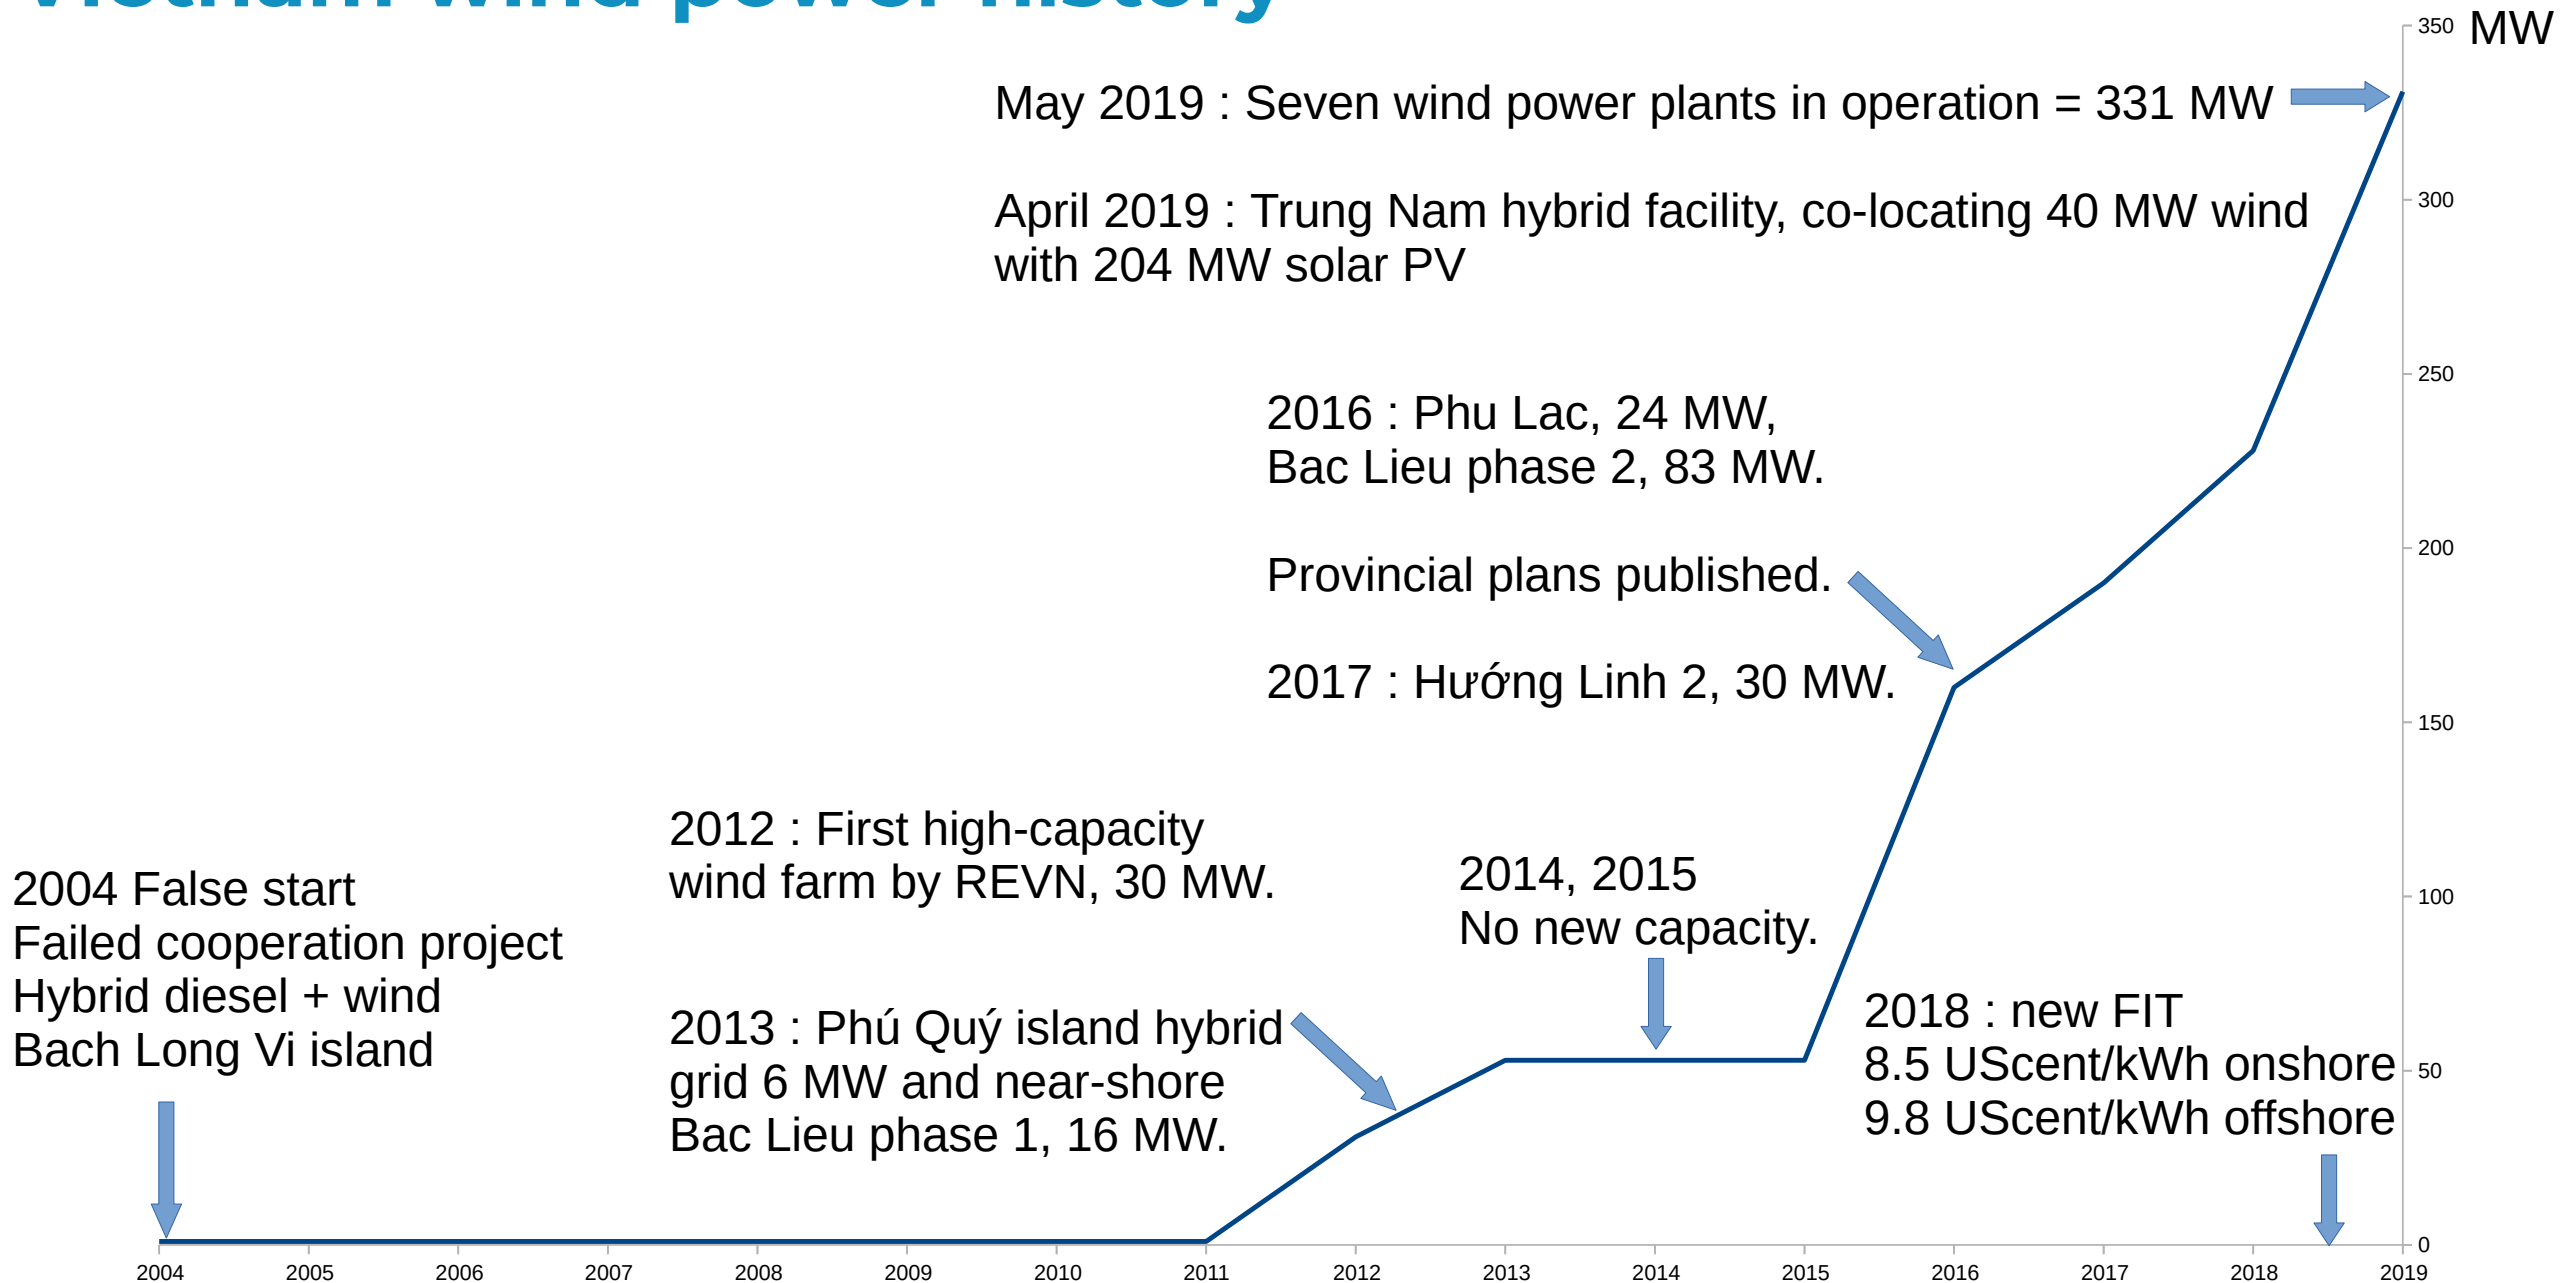 Vietnam wind power history
MW
May 2019 : Seven wind power plants in operation = 331 MW
April 2019 : Trung Nam hybrid facility, co-locating 40 MW wind
with 204 MW solar PV
2016 : Phu Lac, 24 MW,
Bac Lieu phase 2, 83 MW.
Provincial plans published.
2017 : Hướng Linh 2, 30 MW.
2012 : First high-capacity
wind farm by REVN, 30 MW.
2013 : Phú Quý island hybrid
grid 6 MW and near-shore
Bac Lieu phase 1, 16 MW.
2014, 2015
No new capacity.
2004 False start
Failed cooperation project
Hybrid diesel + wind
Bach Long Vi island
2018 : new FIT
8.5 UScent/kWh onshore
9.8 UScent/kWh offshore
350
300
250
200
150
100
50
0
2004 2005 2006 2007 2008 2009 2010 2011 2012 2013 2014 2015 2016 2017 2018 2019